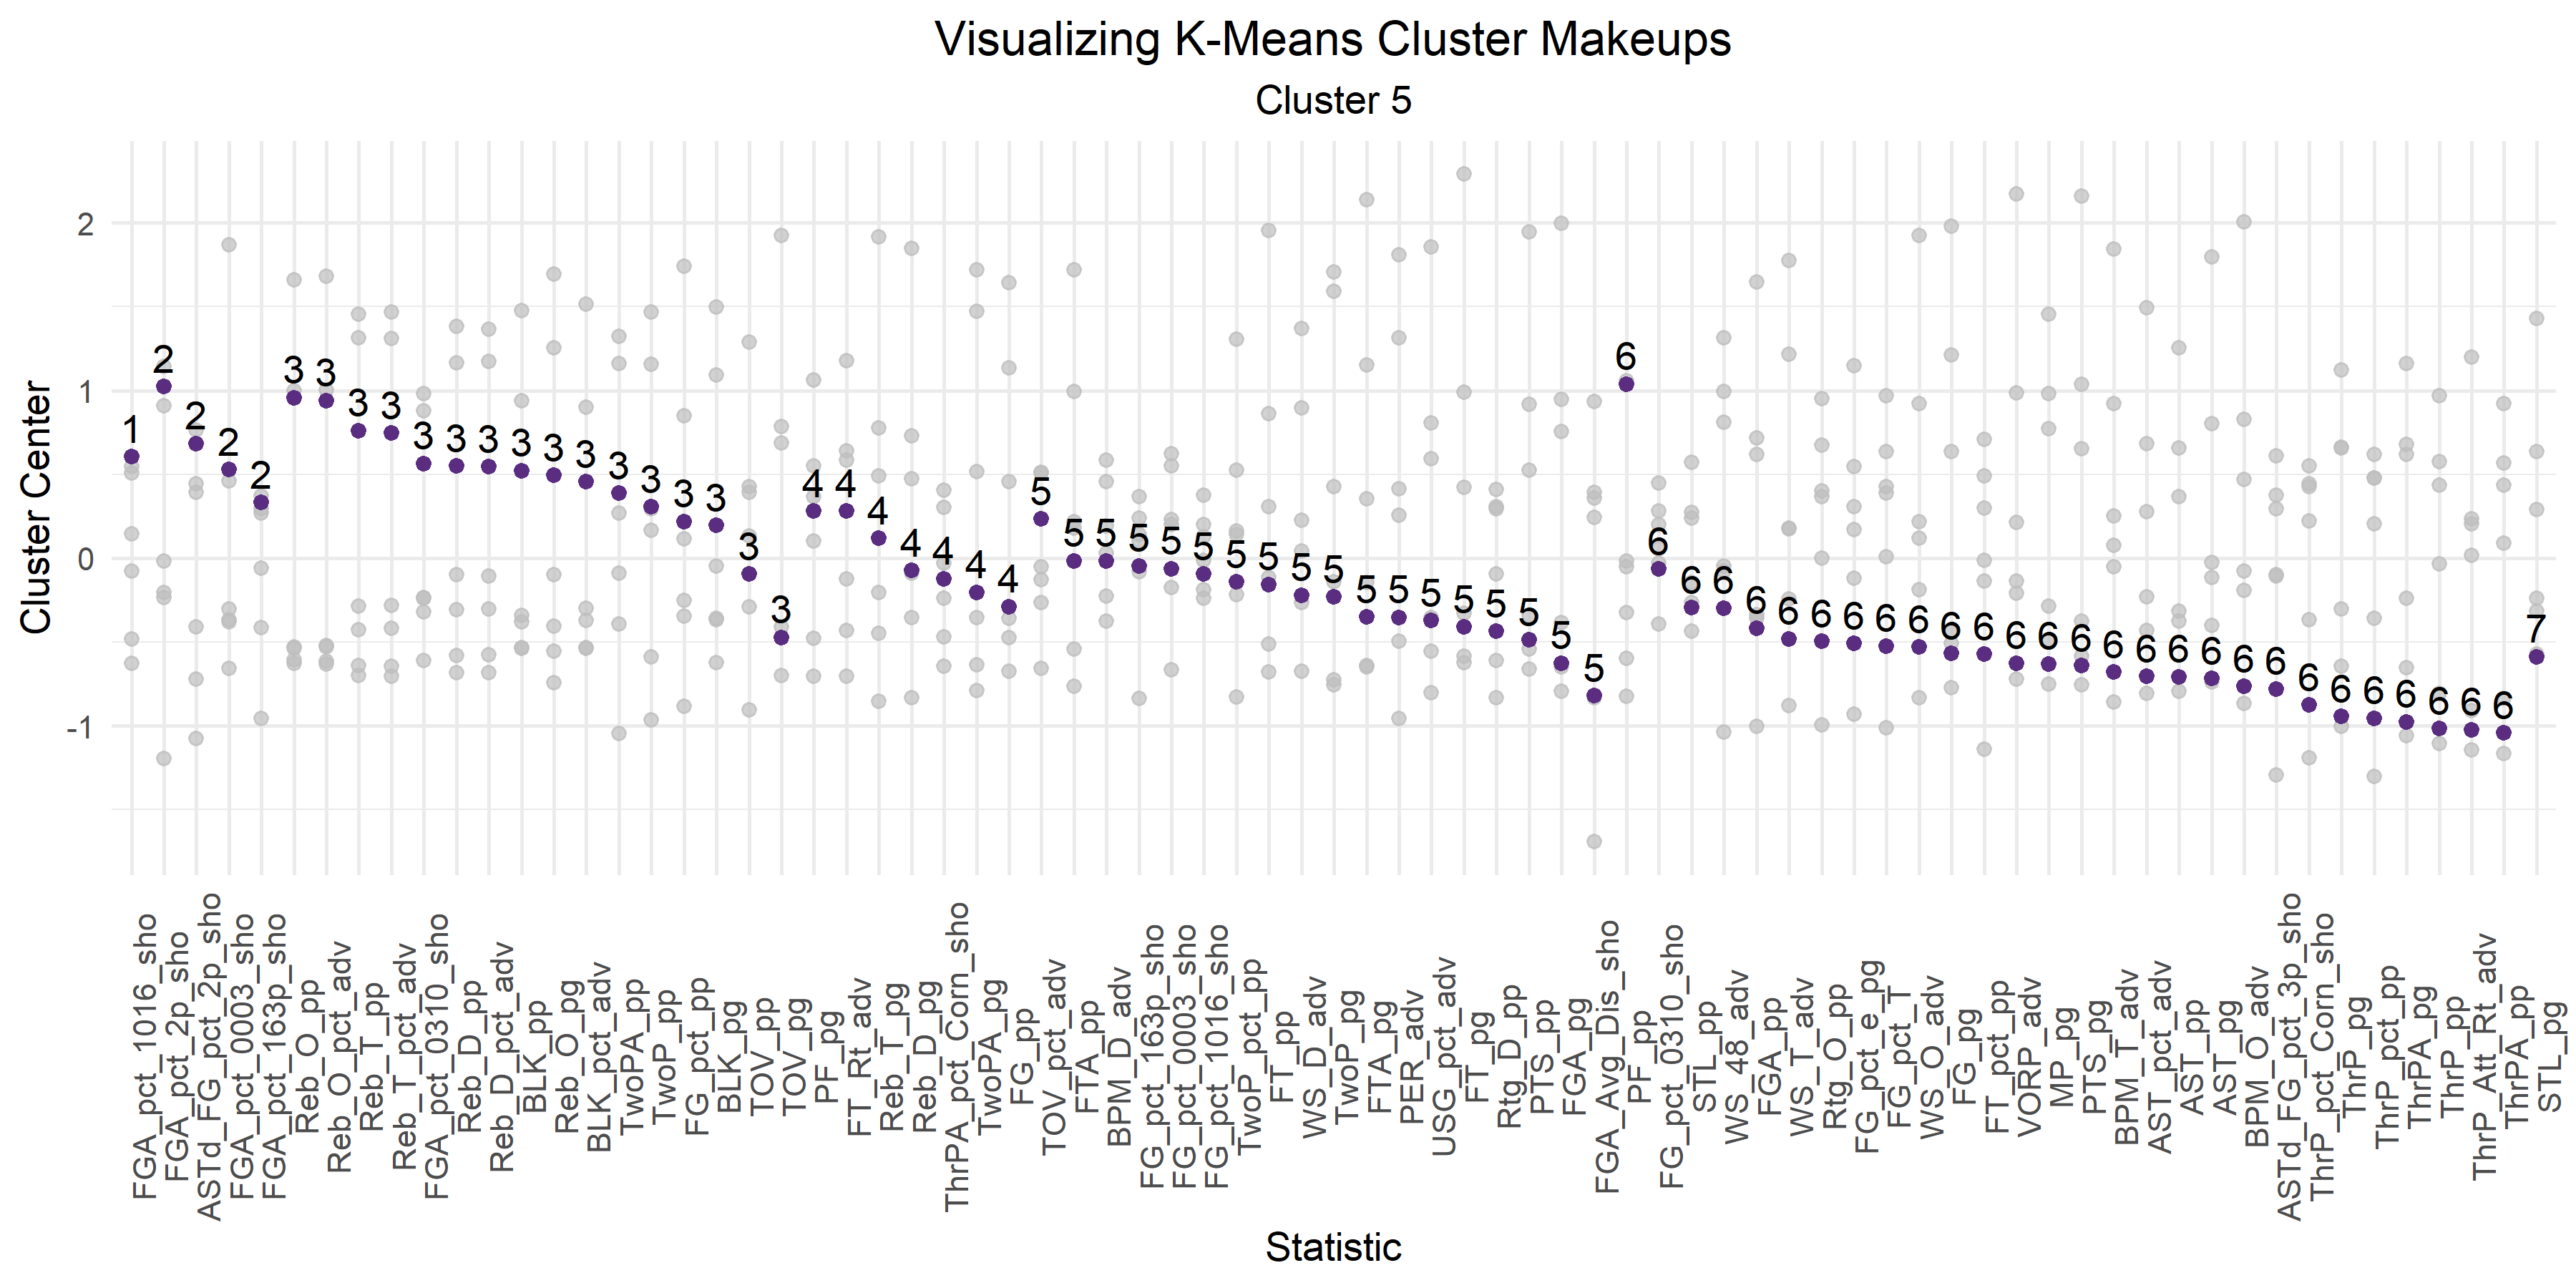 Visualizing K-Means Cluster Makeups
Cluster 5
Cluster Center
2
1
0
-1
1 2 2 2 2 3 3 3 3 3 3 3 3 3 3 3 3 3 3 3 3 4 4 4 4 4 4 4 5 5 5 5 5 5 5 5 5 5 5 5 5 5 5 5 5 5 6 6 6 6 6 6 6 6 6 6 6 6 6 6 6 6 6 6 6 6 6 6 6 6 6 6 6 6 7
FGA_pct_1016_sho
FGA_pct_2p_sho
ASTd_FG_pct_2p_sho
FGA_pct_0003_sho
FGA_pct_163p_sho
Reb_O_pp
Reb_O_pct_adv
Reb_T_pp
Reb_T_pct_adv
FGA_pct_0310_sho
Reb_D_pp
Reb_D_pct_adv
BLK_pp
Reb_O_pg
BLK_pct_adv
TwoPA_pp
TwoP_pp
FG_pct_pp
BLK_pg
TOV_pp
TOV_pg
PF_pg
FT_Rt_adv
Reb_T_pg
Reb_D_pg
ThrPA_pct_Corn_sho
TwoPA_pg
FG_pp
TOV_pct_adv
FTA_pp
BPM_D_adv
FG_pct_163p_sho
FG_pct_0003_sho
FG_pct_1016_sho
TwoP_pct_pp
FT_pp
WS_D_adv
TwoP_pg
FTA_pg
PER_adv
USG_pct_adv
FT_pg
Rtg_D_pp
PTS_pp
FGA_pg
FGA_Avg_Dis_sho
PF_pp
FG_pct_0310_sho
STL_pp
WS_48_adv
FGA_pp
WS_T_adv
Rtg_O_pp
FG_pct_e_pg
FG_pct_T
WS_O_adv
FG_pg
FT_pct_pp
VORP_adv
MP_pg
PTS_pg
BPM_T_adv
AST_pct_adv
AST_pp
AST_pg
BPM_O_adv
ASTd_FG_pct_3p_sho
ThrP_pct_Corn_sho
ThrP_pg
ThrP_pct_pp
ThrPA_pg
ThrP_pp
ThrP_Att_Rt_adv
ThrPA_pp
STL_pg
Statistic